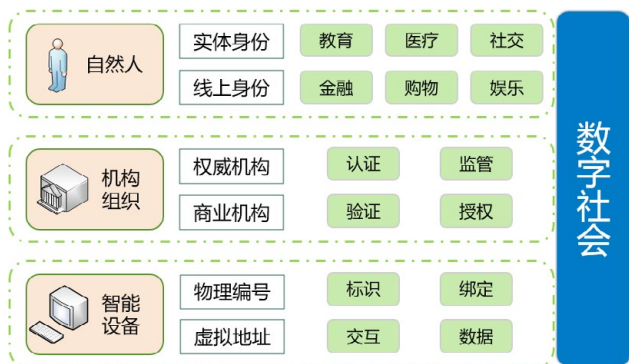 自然人
实体身份
教育
医疗
社交
线上身份
金融
购物
娱乐
机构
组织
权威机构
认证
监管
商业机构
验证
授权
智能
设备
物理编号
标识
绑定
虚拟地址
交互
数据
数字社会